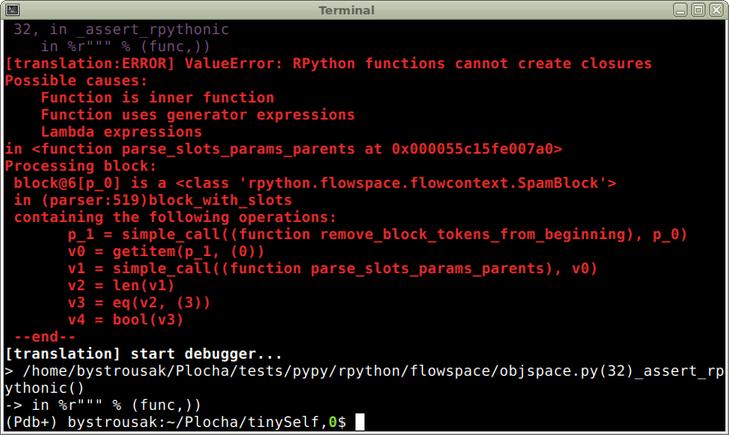 Terminal
32, in _assert_rpythonic
in %r""" % (func,))
[translation:ERROR] ValueError: RPython functions cannot create closures
Possible causes:
Function is inner function
Function uses generator expressions
Lambda expressions
in <function parse_slots_params_parents at 0x000055c15fe007a0>
Processing block:
block@6[p_0] is a <class 'rpython.flowspace.flowcontext.SpamBlock'>
in (parser:519)block_with_slots
containing the following operations:
p_1 = simple_call((function remove_block_tokens_from_beginning), p_0)
v0 = getitem(p_1, (0))
v1 = simple_call((function parse_slots_params_parents), v0)
v2 = len(v1)
v3 = eq(v2, (3))
v4 = bool(v3)
--end--
[translation] start debugger...
> /home/bystrousak/Plocha/tests/pypy/rpython/flowspace/objspace.py(32)_assert_rp
ythonic()
-> in %r""" % (func,))
(Pdb+) bystrousak:~/Plocha/tinySelf,0$